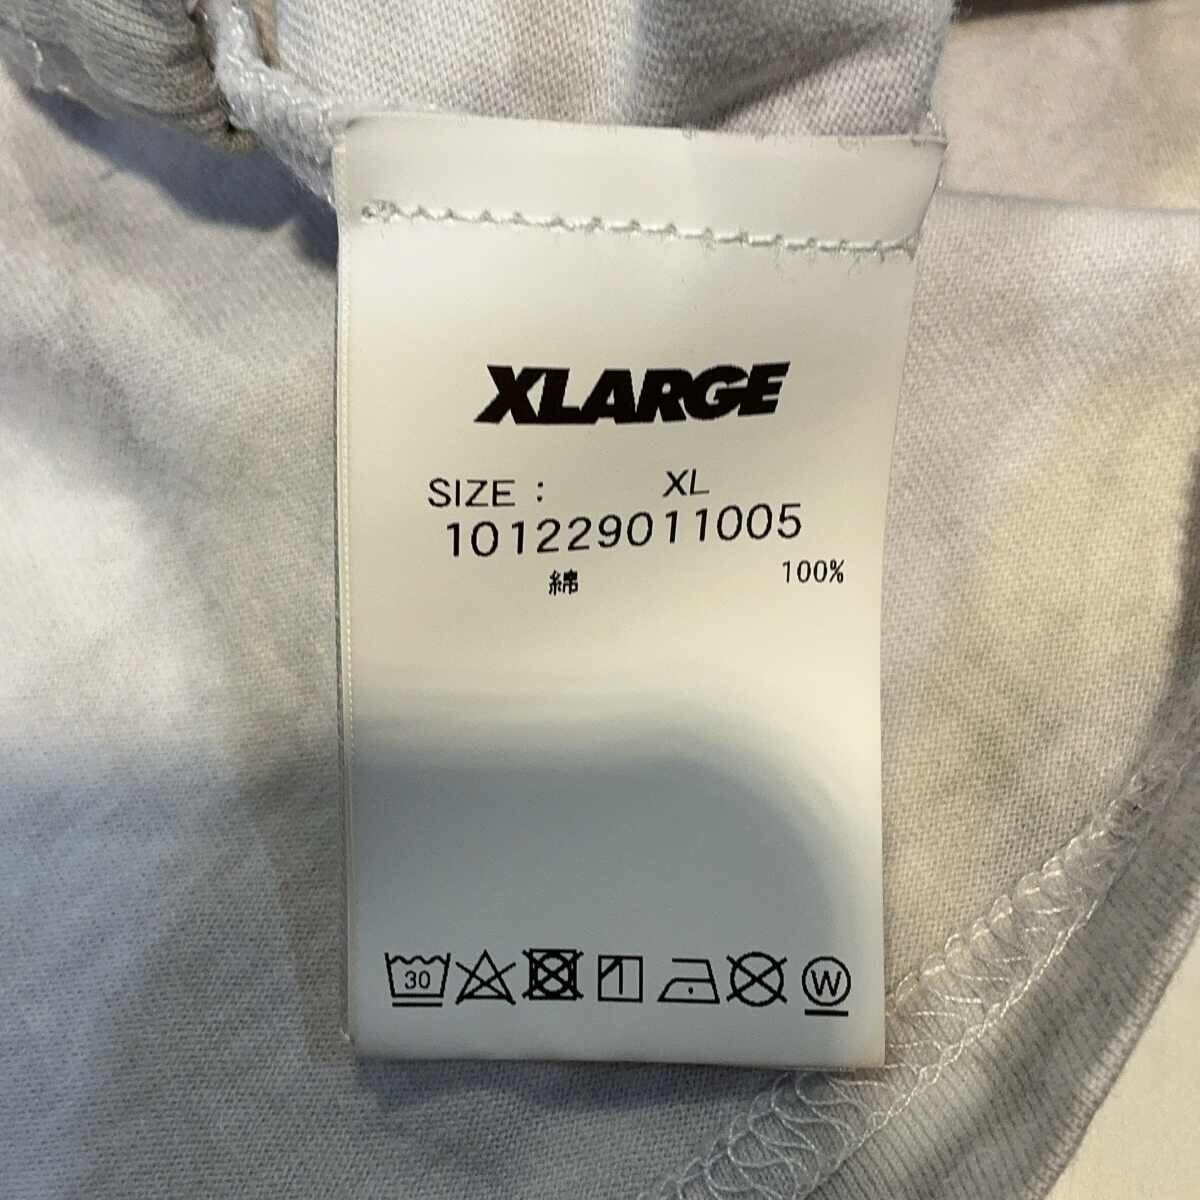 XLARGE
SIZE : XL
101229011005
綿 100%
30 W